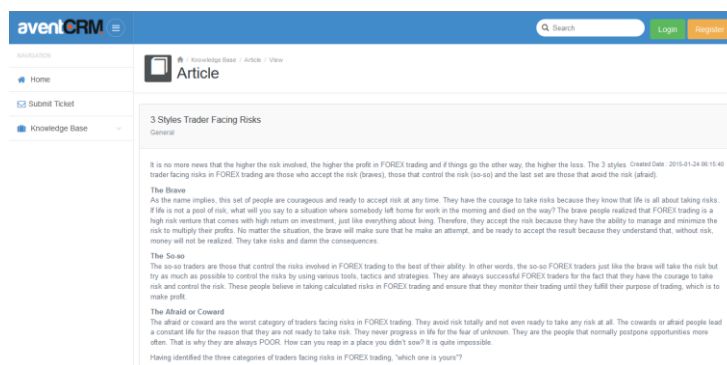 aventCRM
Search
Login
Register
NAVIGATION
Home
Submit Ticket
Knowledge Base
/ Knowledge Base / Article / View
Article
3 Styles Trader Facing Risks
General
Created Date : 2015-01-24 06:15:40
It is no more news that the higher the risk involved, the higher the profit in FOREX trading and if things go the other way, the higher the loss. The 3 styles
trader facing risks in FOREX trading are those who accept the risk (braves), those that control the risk (so-so) and the last set are those that avoid the risk (afraid).
The Brave
As the name implies, this set of people are courageous and ready to accept risk at any time. They have the courage to take risks because they know that life is all about taking risks.
If life is not a pool of risk, what will you say to a situation where somebody left home for work in the morning and died on the way? The brave people realized that FOREX trading is a
high risk venture that comes with high return on investment, just like everything about living. Therefore, they accept the risk because they have the ability to manage and minimize the
risk to multiply their profits. No matter the situation, the brave will make sure that he make an attempt, and be ready to accept the result because they understand that, without risk,
money will not be realized. They take risks and damn the consequences.
The So-so
The so-so traders are those that control the risks involved in FOREX trading to the best of their ability. In other words, the so-so FOREX traders just like the brave will take the risk but
try as much as possible to control the risks by using various tools, tactics and strategies. They are always successful FOREX traders for the fact that they have the courage to take
risk and control the risk. These people believe in taking calculated risks in FOREX trading and ensure that they monitor their trading until they fulfill their purpose of trading, which is to
make profit.
The Afraid or Coward
The afraid or coward are the worst category of traders facing risks in FOREX trading. They avoid risk totally and not even ready to take any risk at all. The cowards or afraid people lead
a constant life for the reason that they are not ready to take risk. They never progress in life for the fear of unknown. They are the people that normally postpone opportunities more
often. That is why they are always POOR. How can you reap in a place you didn't sow? It is quite impossible.
Having identified the three categories of traders facing risks in FOREX trading, "which one is yours"?